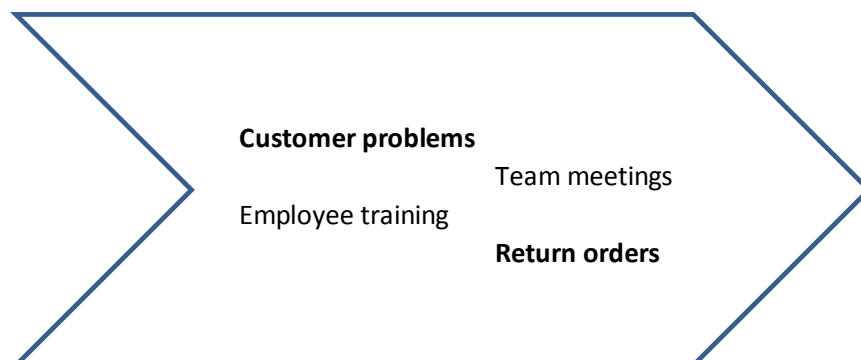 Customer problems
Team meetings
Employee training
Return orders